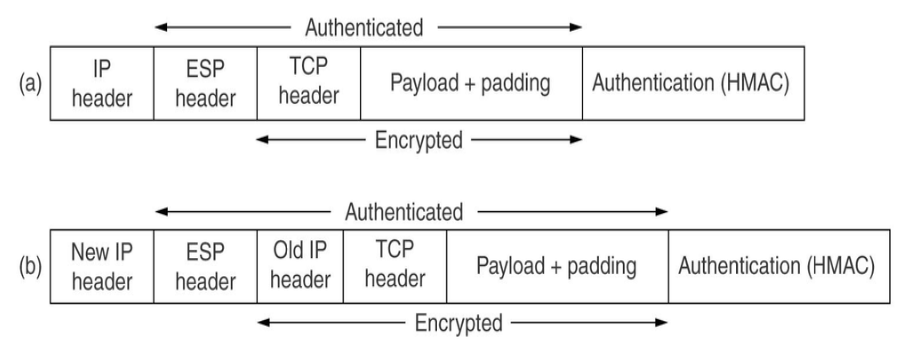 Authenticated
(a)
IP
header
ESP
header
TCP
header
Payload + padding
Authentication (HMAC)
Encrypted
Authenticated
(b)
New IP
header
ESP
header
Old IP
header
TCP
header
Payload + padding
Authentication (HMAC)
Encrypted